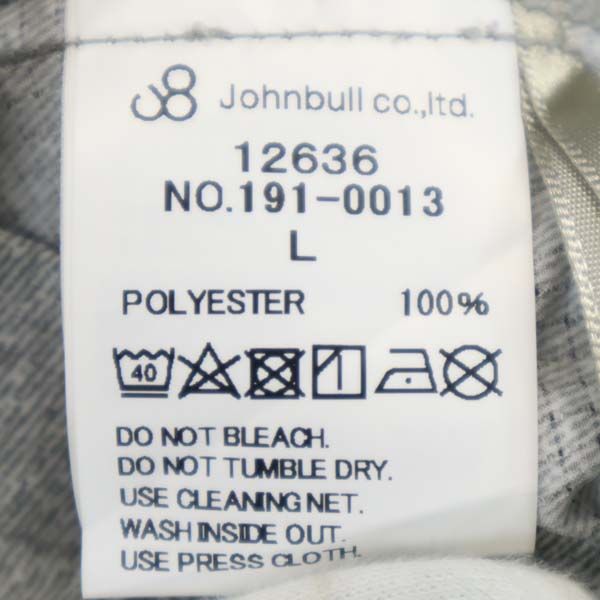 Johnbull co.,ltd.
12636
NO.191-0013
L
POLYESTER 100%
40
DO NOT BLEACH.
DO NOT TUMBLE DRY.
USE CLEANING NET.
WASH INSIDE OUT.
USE PRESS CLOTH.